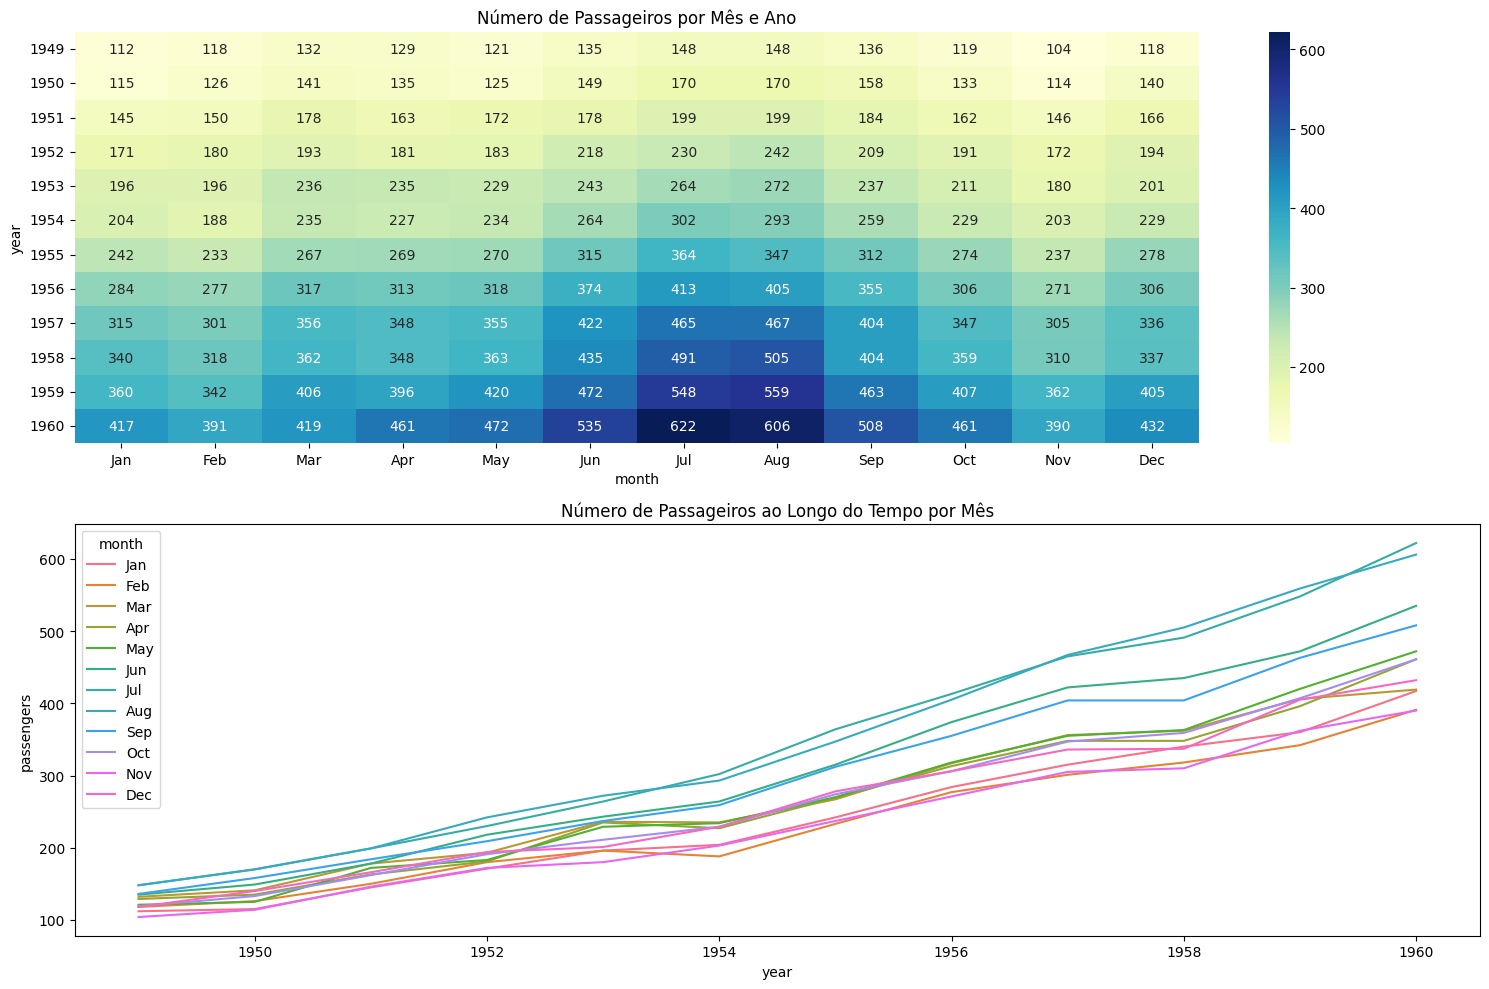 Número de Passageiros por Mês e Ano
year
1949 112 118 132 129 121 135 148 148 136 119 104 118
1950 115 126 141 135 125 149 170 170 158 133 114 140
1951 145 150 178 163 172 178 199 199 184 162 146 166
1952 171 180 193 181 183 218 230 242 209 191 172 194
1953 196 196 236 235 229 243 264 272 237 211 180 201
1954 204 188 235 227 234 264 302 293 259 229 203 229
1955 242 233 267 269 270 315 364 347 312 274 237 278
1956 284 277 317 313 318 374 413 405 355 306 271 306
1957 315 301 356 348 355 422 465 467 404 347 305 336
1958 340 318 362 348 363 435 491 505 404 359 310 337
1959 360 342 406 396 420 472 548 559 463 407 362 405
1960 417 391 419 461 472 535 622 606 508 461 390 432
Jan Feb Mar Apr May Jun Jul Aug Sep Oct Nov Dec
month
600
500
400
300
200
Número de Passageiros ao Longo do Tempo por Mês
passengers
600
500
400
300
200
100
month
Jan
Feb
Mar
Apr
May
Jun
Jul
Aug
Sep
Oct
Nov
Dec
1950 1952 1954 1956 1958 1960
year